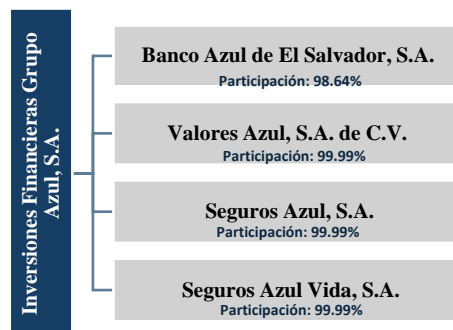 Inversiones Financieras Grupo
Azul, S.A.
Banco Azul de El Salvador, S.A.
Participación: 98.64%
Valores Azul, S.A. de C.V.
Participación: 99.99%
Seguros Azul, S.A.
Participación: 99.99%
Seguros Azul Vida, S.A.
Participación: 99.99%